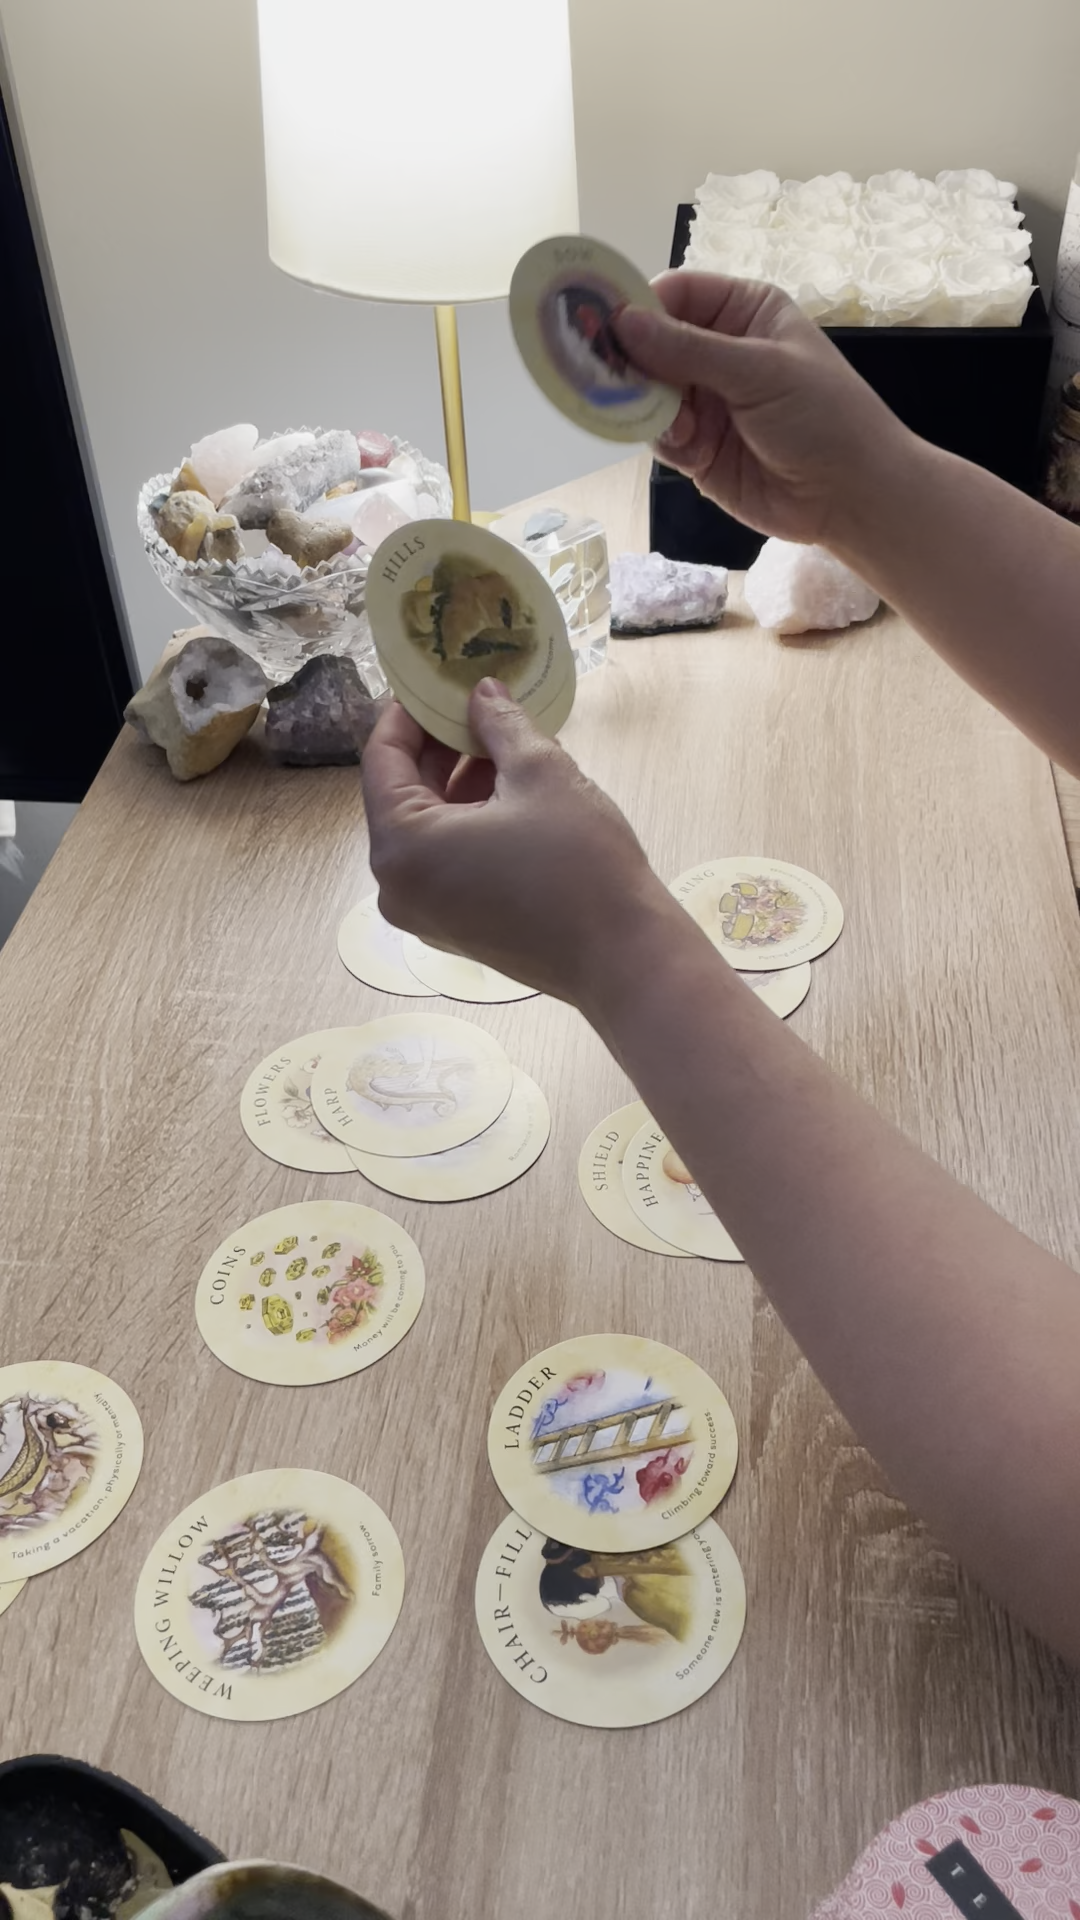 HILLS
RING
FLOWERS
HARP
SHIELD
HAPPINE
COINS
Money will be coming to you.
LADDER
Climbing toward success
Taking a vacation, physically or mentally
WEEPING WILLOW
Family sorrow.
CHAIR—FILL
Someone new is entering yo
T E